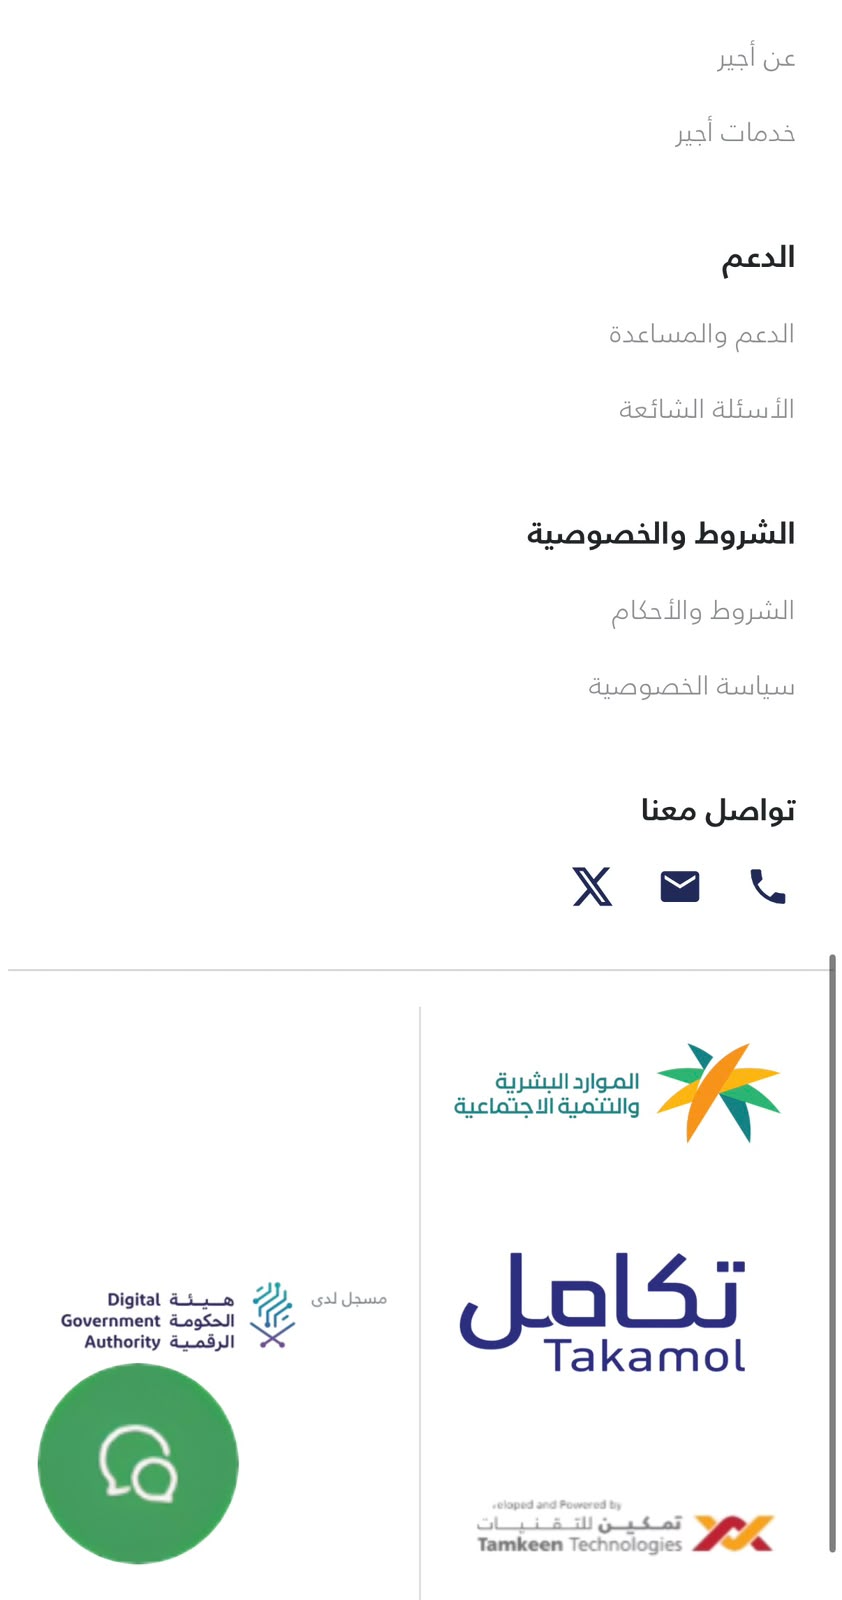 عن أجير
خدمات أجير
الدعم
الدعم والمساعدة
الأسئلة الشائعة
الشروط والخصوصية
الشروط والأحكام
سياسة الخصوصية
تواصل معنا
الموارد البشرية
والتنمية الاجتماعية
تكامل
Takamol
eloped and Powered by
تمكين للتقنيات
Tamkeen Technologies
مسجل لدى
هيئة
الحكومة
الرقمية
Digital
Government
Authority